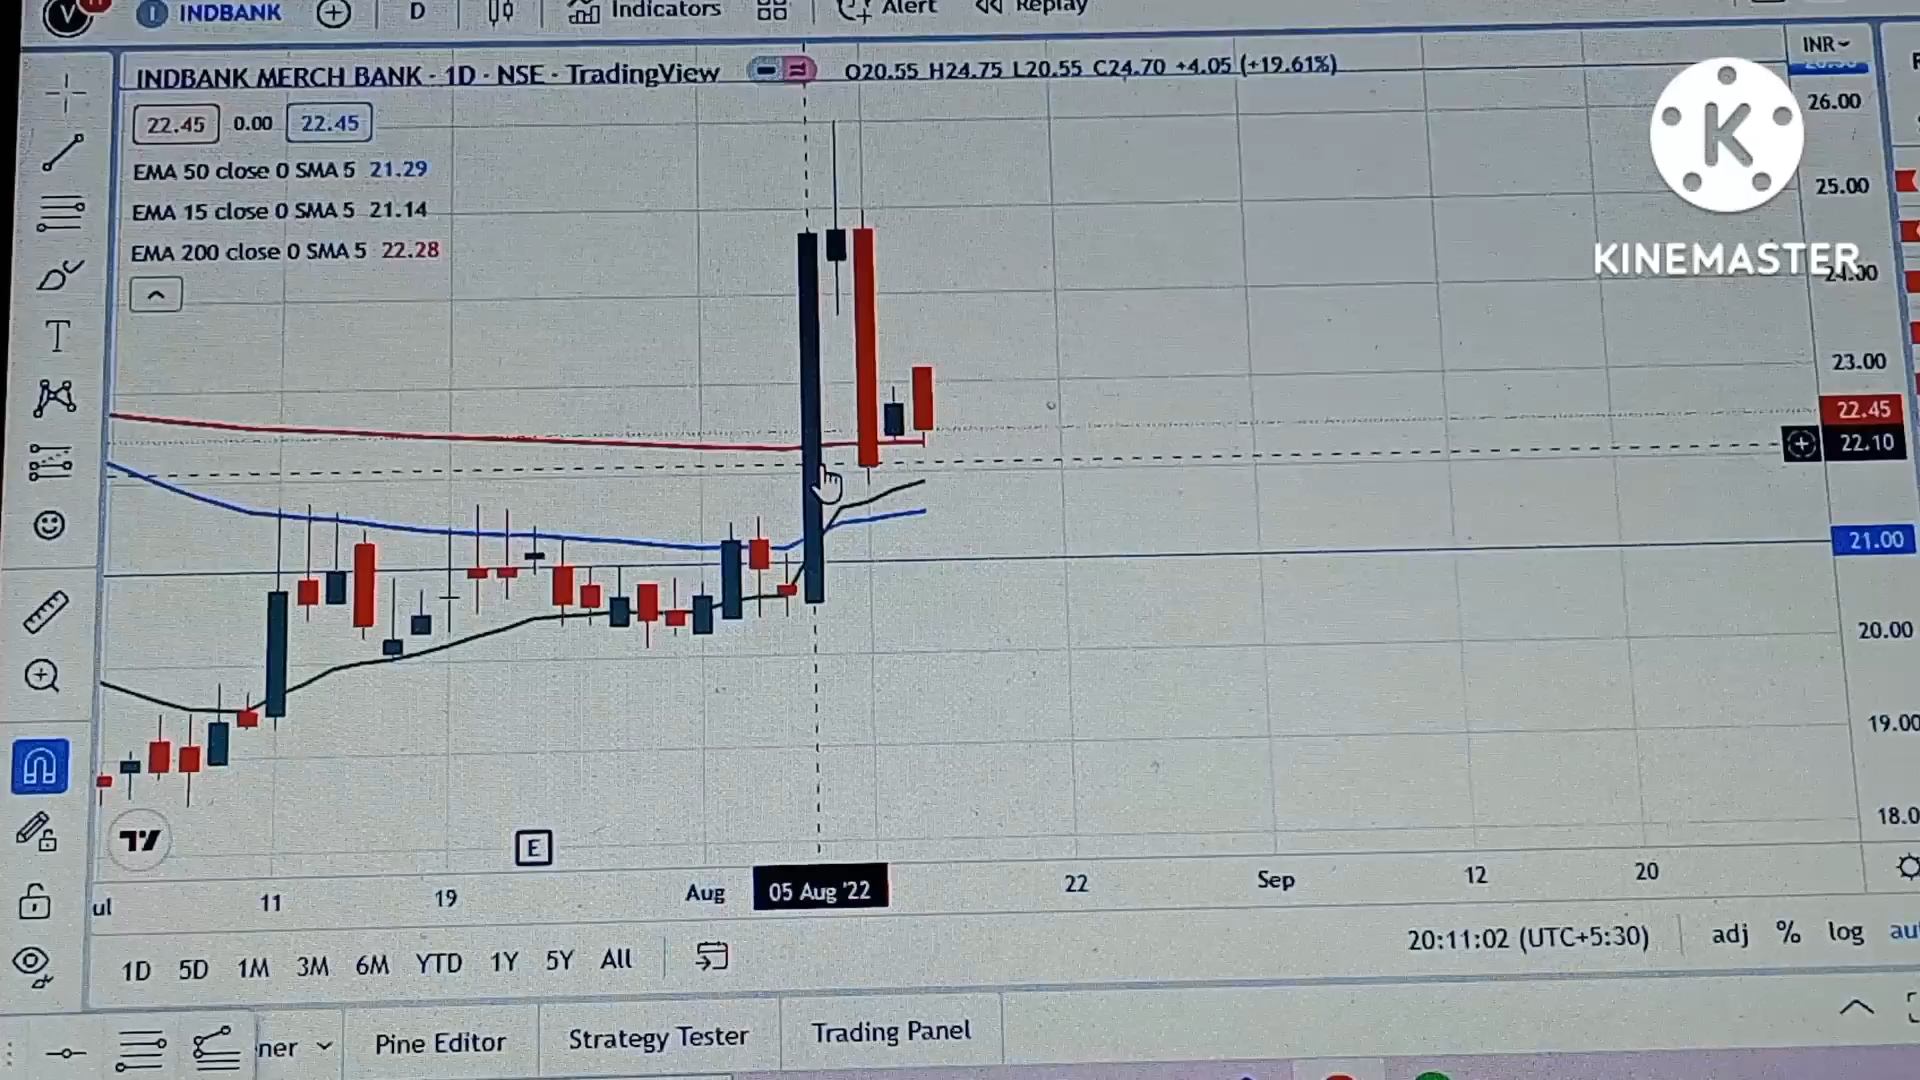 V 11 I INDBANK D Indicators Alert Replay
INDBANK MERCH BANK · 1D · NSE · TradingView O20.55 H24.75 L20.55 C24.70 +4.05 (+19.61%)
INR
22.45 0.00 22.45
26.00
EMA 50 close 0 SMA 5 21.29
K
25.00
EMA 15 close 0 SMA 5 21.14
EMA 200 close 0 SMA 5 22.28
KINEMASTER
24.00
T
23.00
22.45
22.10
21.00
20.00
19.00
18.0
E
ul 11 19 Aug 05 Aug '22 22 Sep 12 20
1D 5D 1M 3M 6M YTD 1Y 5Y All 20:11:02 (UTC+5:30) adj % log au
ner Pine Editor Strategy Tester Trading Panel